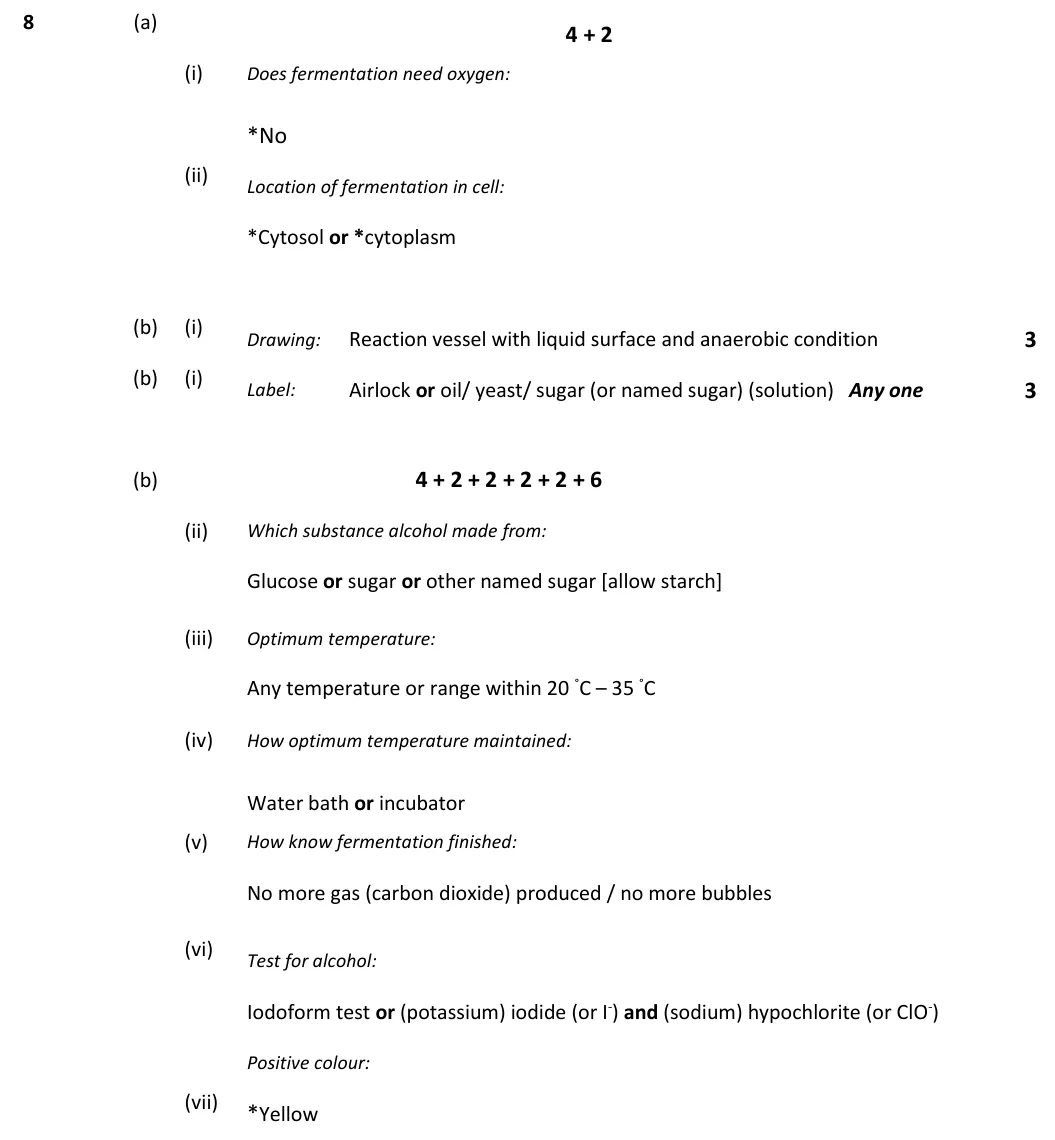 8 (a) 4 + 2
(i) Does fermentation need oxygen:
*No
(ii) Location of fermentation in cell:
*Cytosol or *cytoplasm
(b) (i) Drawing: Reaction vessel with liquid surface and anaerobic condition 3
(b) (i) Label: Airlock or oil/ yeast/ sugar (or named sugar) (solution) Any one 3
(b) 4 + 2 + 2 + 2 + 2 + 6
(ii) Which substance alcohol made from:
Glucose or sugar or other named sugar [allow starch]
(iii) Optimum temperature:
Any temperature or range within 20 ˚C – 35 ˚C
(iv) How optimum temperature maintained:
Water bath or incubator
(v) How know fermentation finished:
No more gas (carbon dioxide) produced / no more bubbles
(vi) Test for alcohol:
Iodoform test or (potassium) iodide (or I⁻) and (sodium) hypochlorite (or ClO⁻)
Positive colour:
(vii) *Yellow